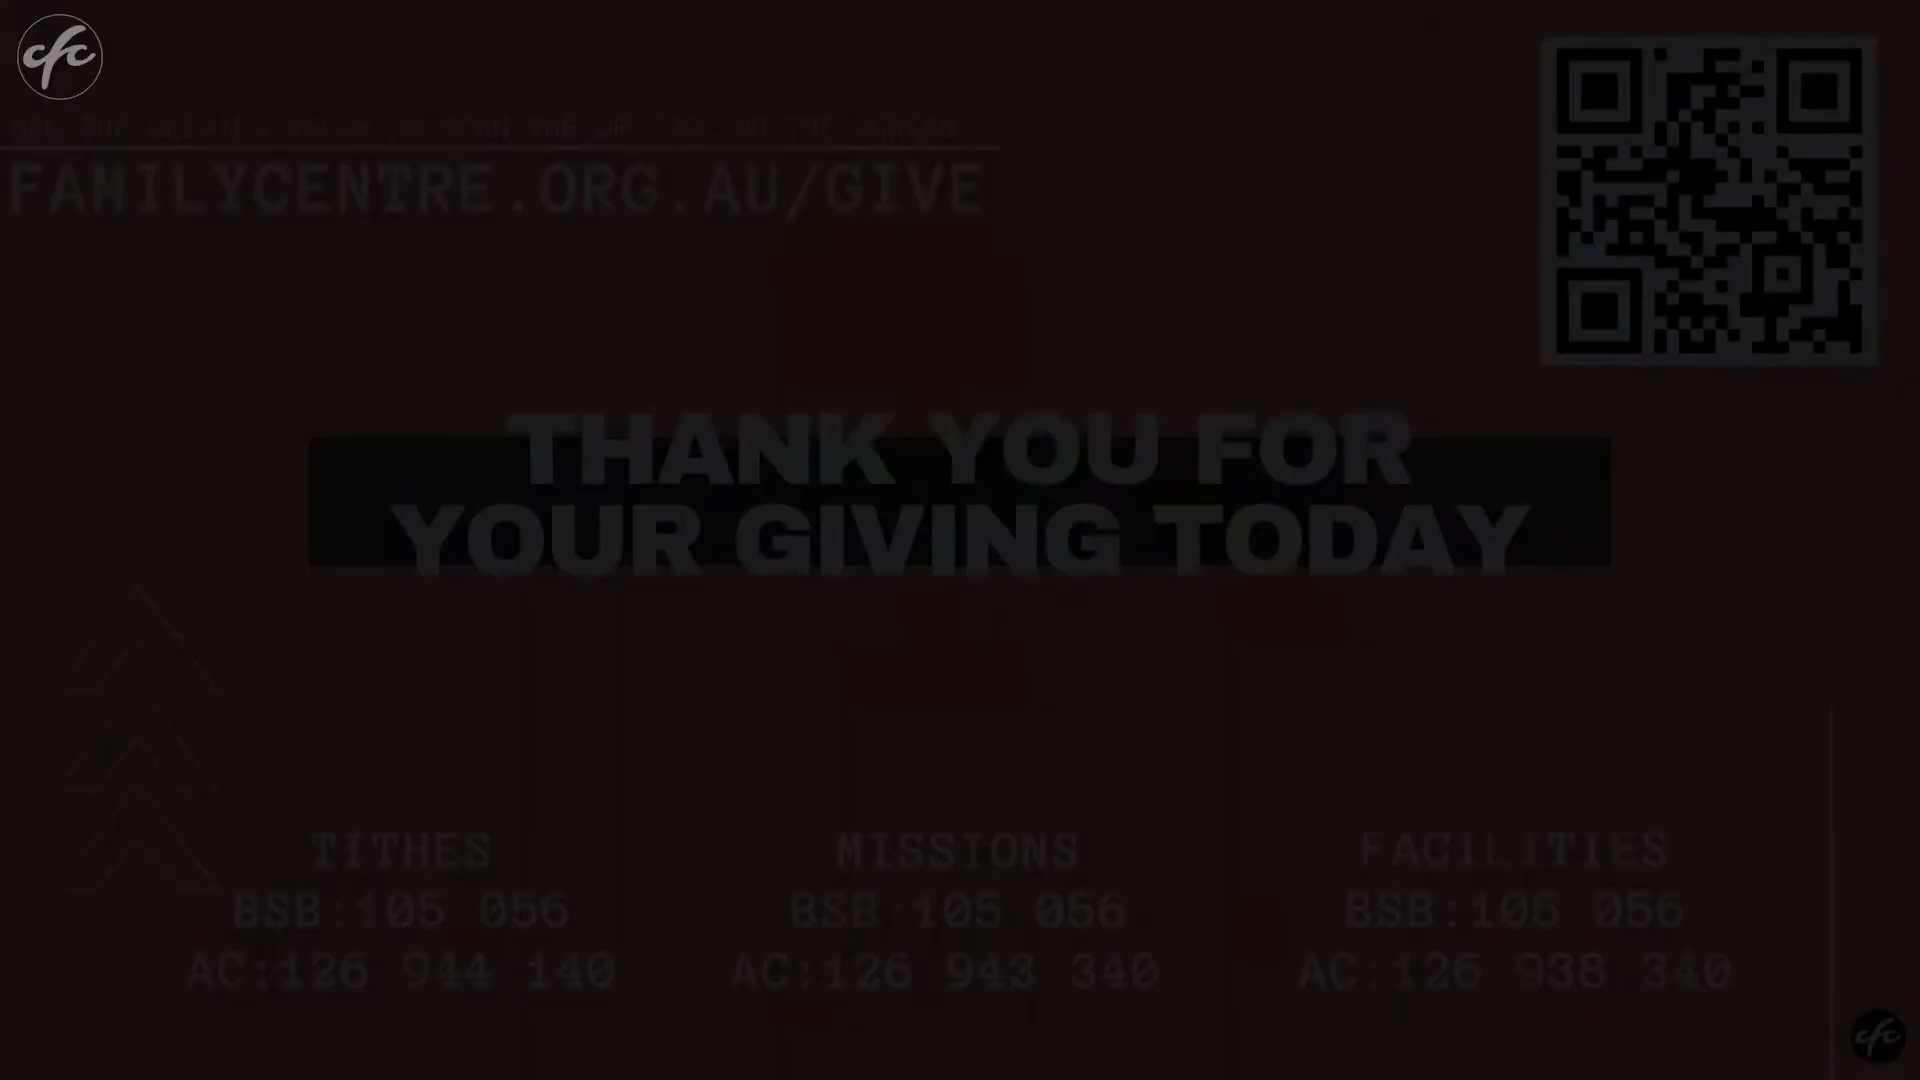 cfc
FAMILYCENTRE.ORG.AU/GIVE
THANK YOU FOR
YOUR GIVING TODAY
TITHES
BSB:105 056
AC:126 944 140
MISSIONS
BSB:105 056
AC:126 943 340
FACILITIES
BSB:105 056
AC:126 938 340
cfc